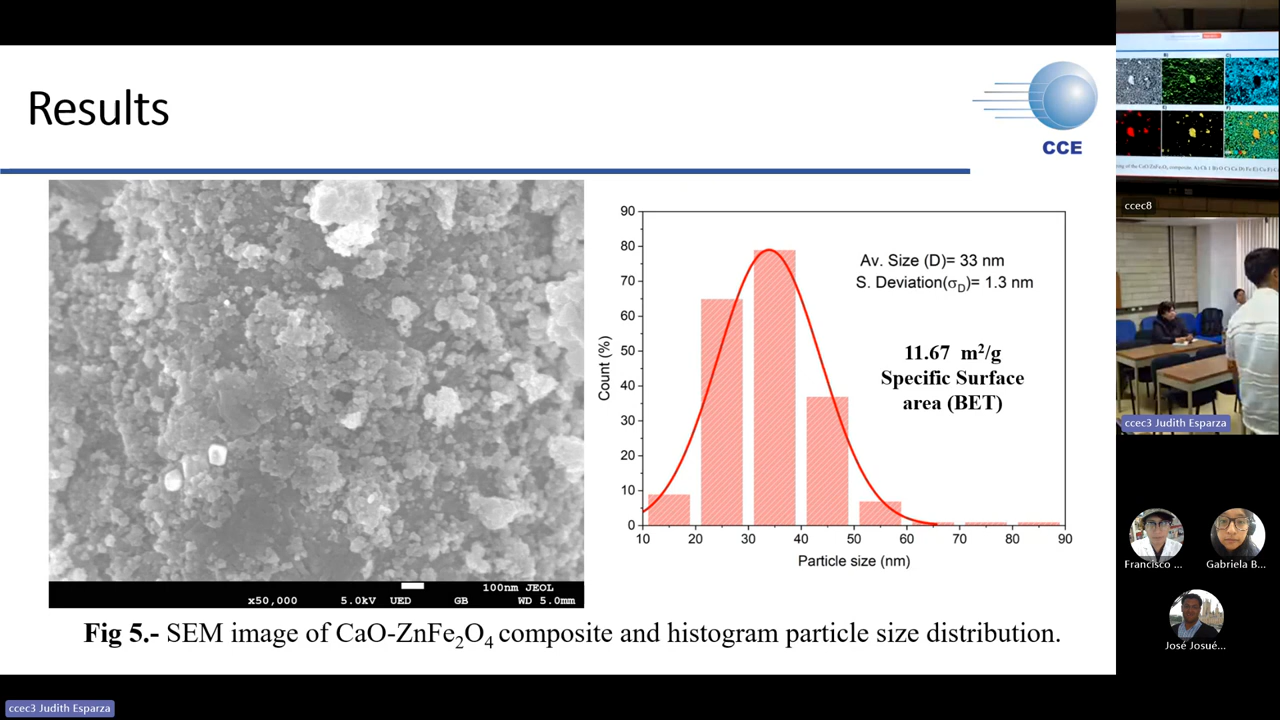 Results
CCE
100nm JEOL
x50,000 5.0kV UED GB WD 5.0mm
90
80
70
60
50
40
30
20
10
0
Count (%)
10 20 30 40 50 60 70 80 90
Particle size (nm)
Av. Size (D)= 33 nm
S. Deviation(σD)= 1.3 nm
11.67 m²/g
Specific Surface
area (BET)
Fig 5.- SEM image of CaO-ZnFe₂O₄ composite and histogram particle size distribution.
ccec8
ccec3 Judith Esparza
Francisco ...
Gabriela B...
José Josué...
ccec3 Judith Esparza